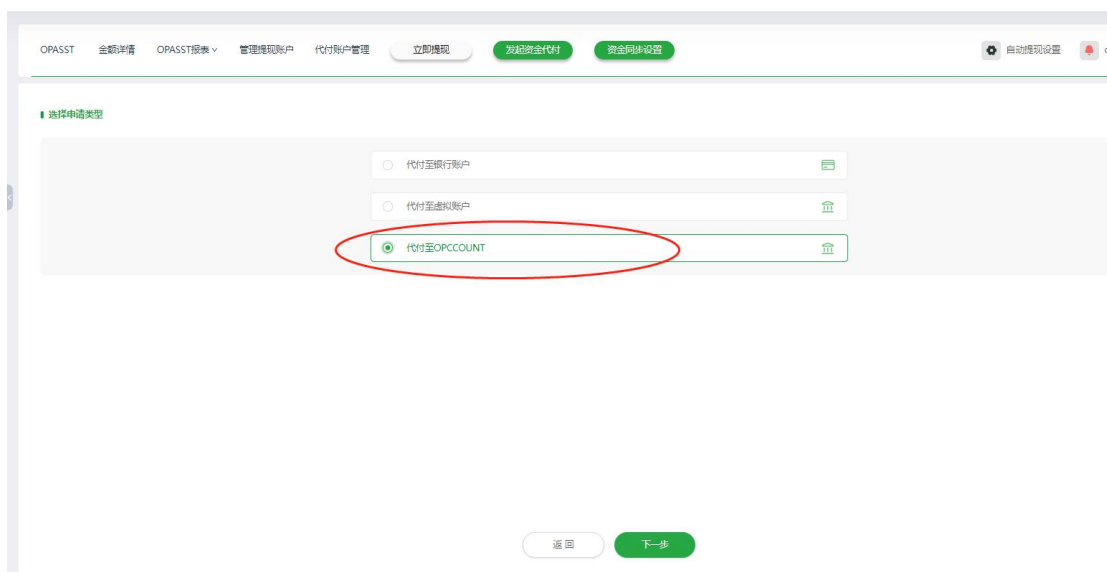 OPASST 金额详情 OPASST报表 管理提现账户 代付账户管理 立即提现 发起资金代付 资金同步设置 自动提现设置
选择申请类型
代付至银行账户
代付至虚拟账户
代付至OPCCOUNT
返回 下一步